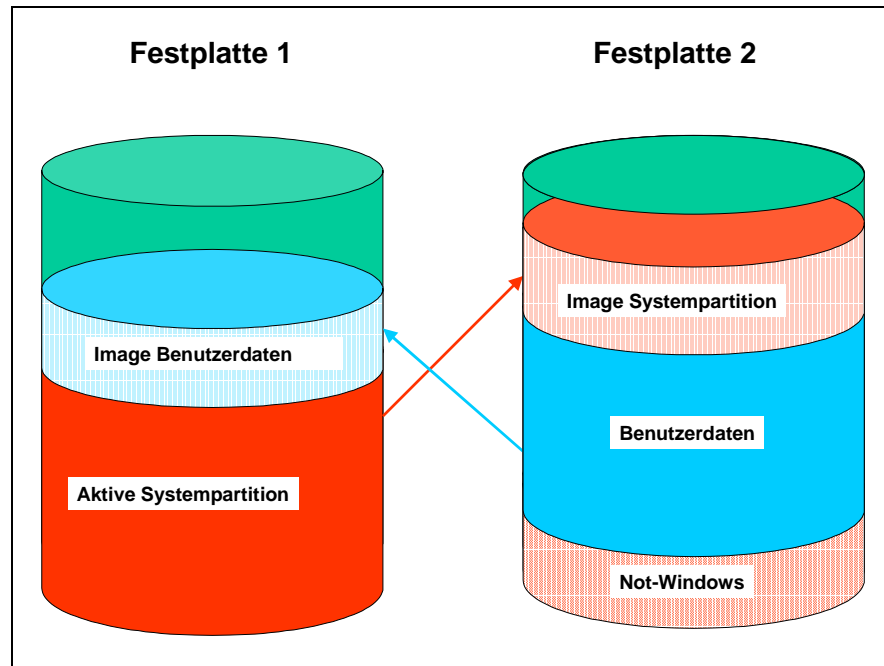 Festplatte 1
Festplatte 2
Image Systempartition
Image Benutzerdaten
Benutzerdaten
Aktive Systempartition
Not-Windows